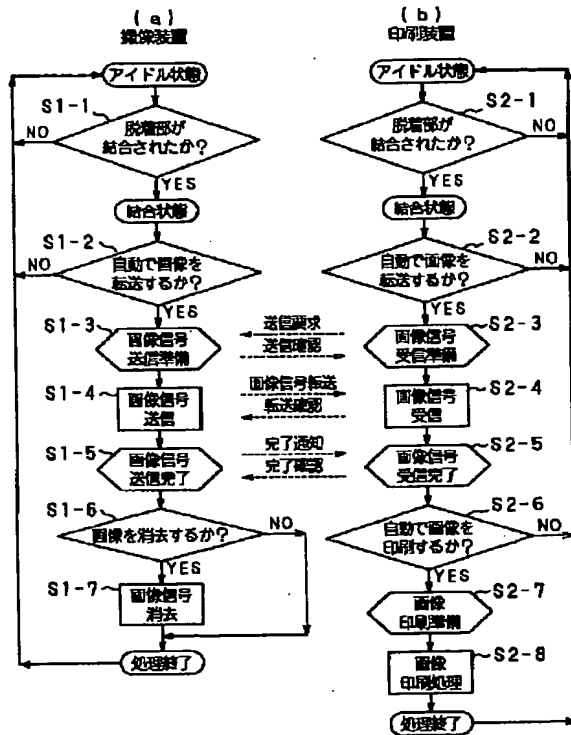 (a)
撮像装置
アイドル状態
S1-1
脱着部が
結合されたか?
NO
YES
結合状態
S1-2
自動で画像を
転送するか?
NO
YES
S1-3
画像信号
送信準備
S1-4
画像信号
送信
S1-5
画像信号
送信完了
S1-6
画像を消去するか?
NO
YES
S1-7
画像信号
消去
処理終了
送信要求
送信確認
画像信号転送
転送確認
完了通知
完了確認
(b)
印刷装置
アイドル状態
S2-1
脱着部が
結合されたか?
NO
YES
結合状態
S2-2
自動で画像を
転送するか?
NO
YES
S2-3
画像信号
受信準備
S2-4
画像信号
受信
S2-5
画像信号
受信完了
S2-6
自動で画像を
印刷するか?
NO
YES
S2-7
画像
印刷準備
S2-8
画像
印刷処理
処理終了